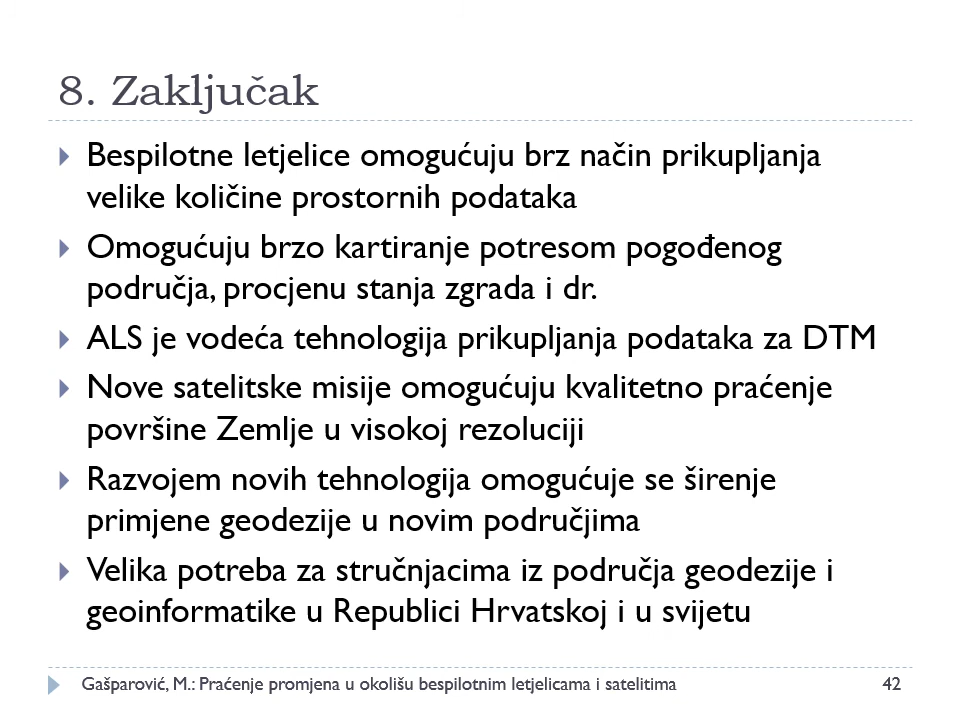 8. Zaključak
Bespilotne letjelice omogućuju brz način prikupljanja
velike količine prostornih podataka
Omogućuju brzo kartiranje potresom pogođenog
područja, procjenu stanja zgrada i dr.
ALS je vodeća tehnologija prikupljanja podataka za DTM
Nove satelitske misije omogućuju kvalitetno praćenje
površine Zemlje u visokoj rezoluciji
Razvojem novih tehnologija omogućuje se širenje
primjene geodezije u novim područjima
Velika potreba za stručnjacima iz područja geodezije i
geoinformatike u Republici Hrvatskoj i u svijetu
Gašparović, M.: Praćenje promjena u okolišu bespilotnim letjelicama i satelitima 42